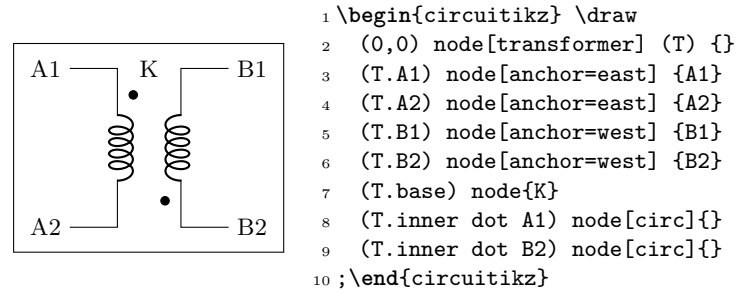 A1 K B1
A2 B2
1 \begin{circuitikz} \draw
2 (0,0) node[transformer] (T) {}
3 (T.A1) node[anchor=east] {A1}
4 (T.A2) node[anchor=east] {A2}
5 (T.B1) node[anchor=west] {B1}
6 (T.B2) node[anchor=west] {B2}
7 (T.base) node{K}
8 (T.inner dot A1) node[circ]{}
9 (T.inner dot B2) node[circ]{}
10 ;\end{circuitikz}